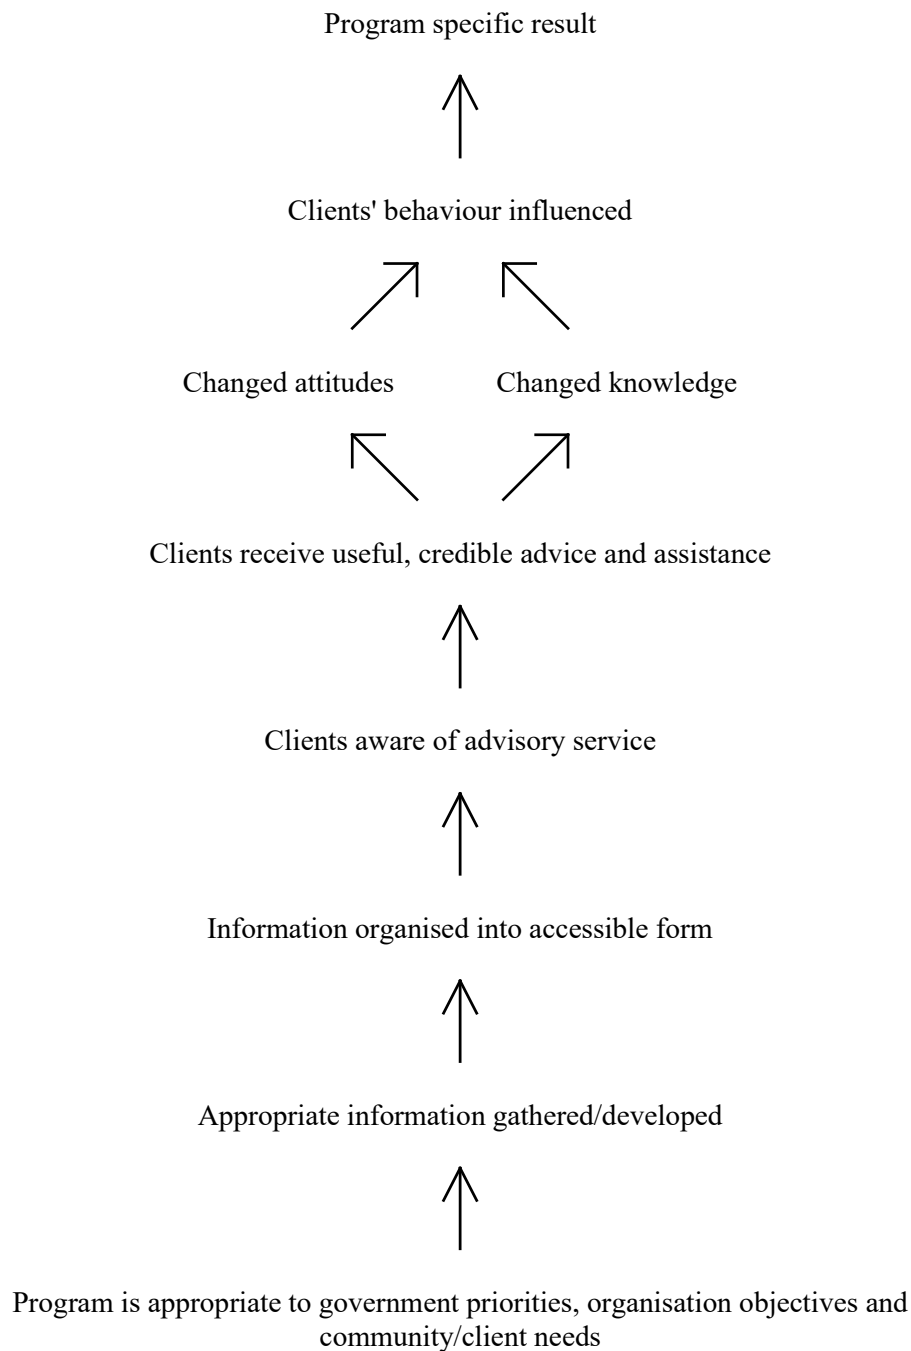 Program specific result
Clients' behaviour influenced
Changed attitudes
Changed knowledge
Clients receive useful, credible advice and assistance
Clients aware of advisory service
Information organised into accessible form
Appropriate information gathered/developed
Program is appropriate to government priorities, organisation objectives and
community/client needs